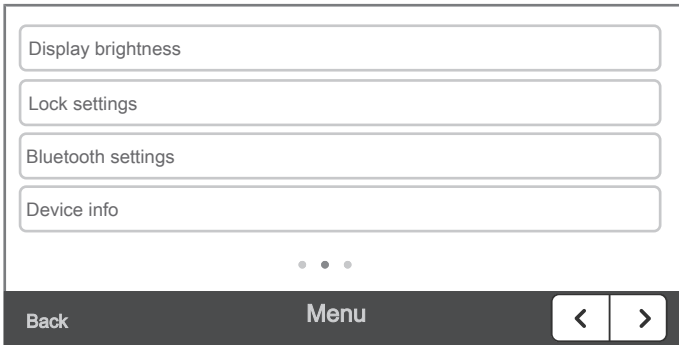 Display brightness
Lock settings
Bluetooth settings
Device info
Back Menu